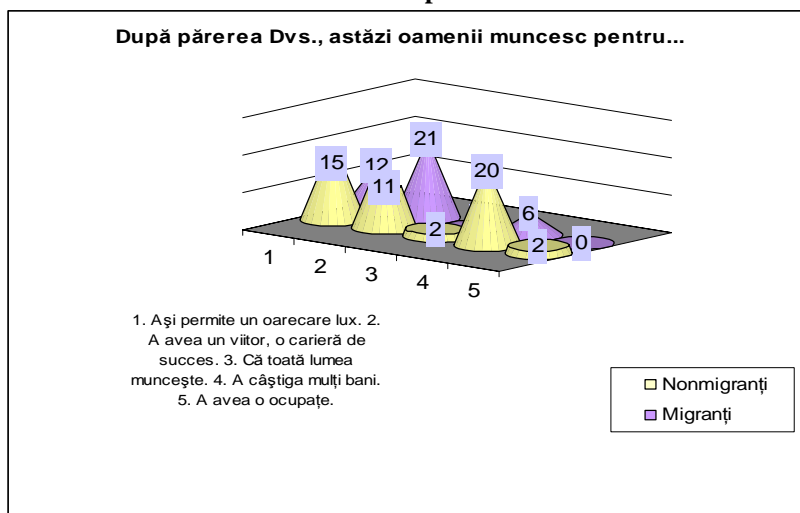 După părerea Dvs., astăzi oamenii muncesc pentru...
21
15
12
20
11
6
2
2
0
1
2
3
4
5
1. Aşi permite un oarecare lux. 2.
A avea un viitor, o carieră de
succes. 3. Că toată lumea
munceşte. 4. A câştiga mulţi bani.
5. A avea o ocupaţe.
Nonmigranţi
Migranţi